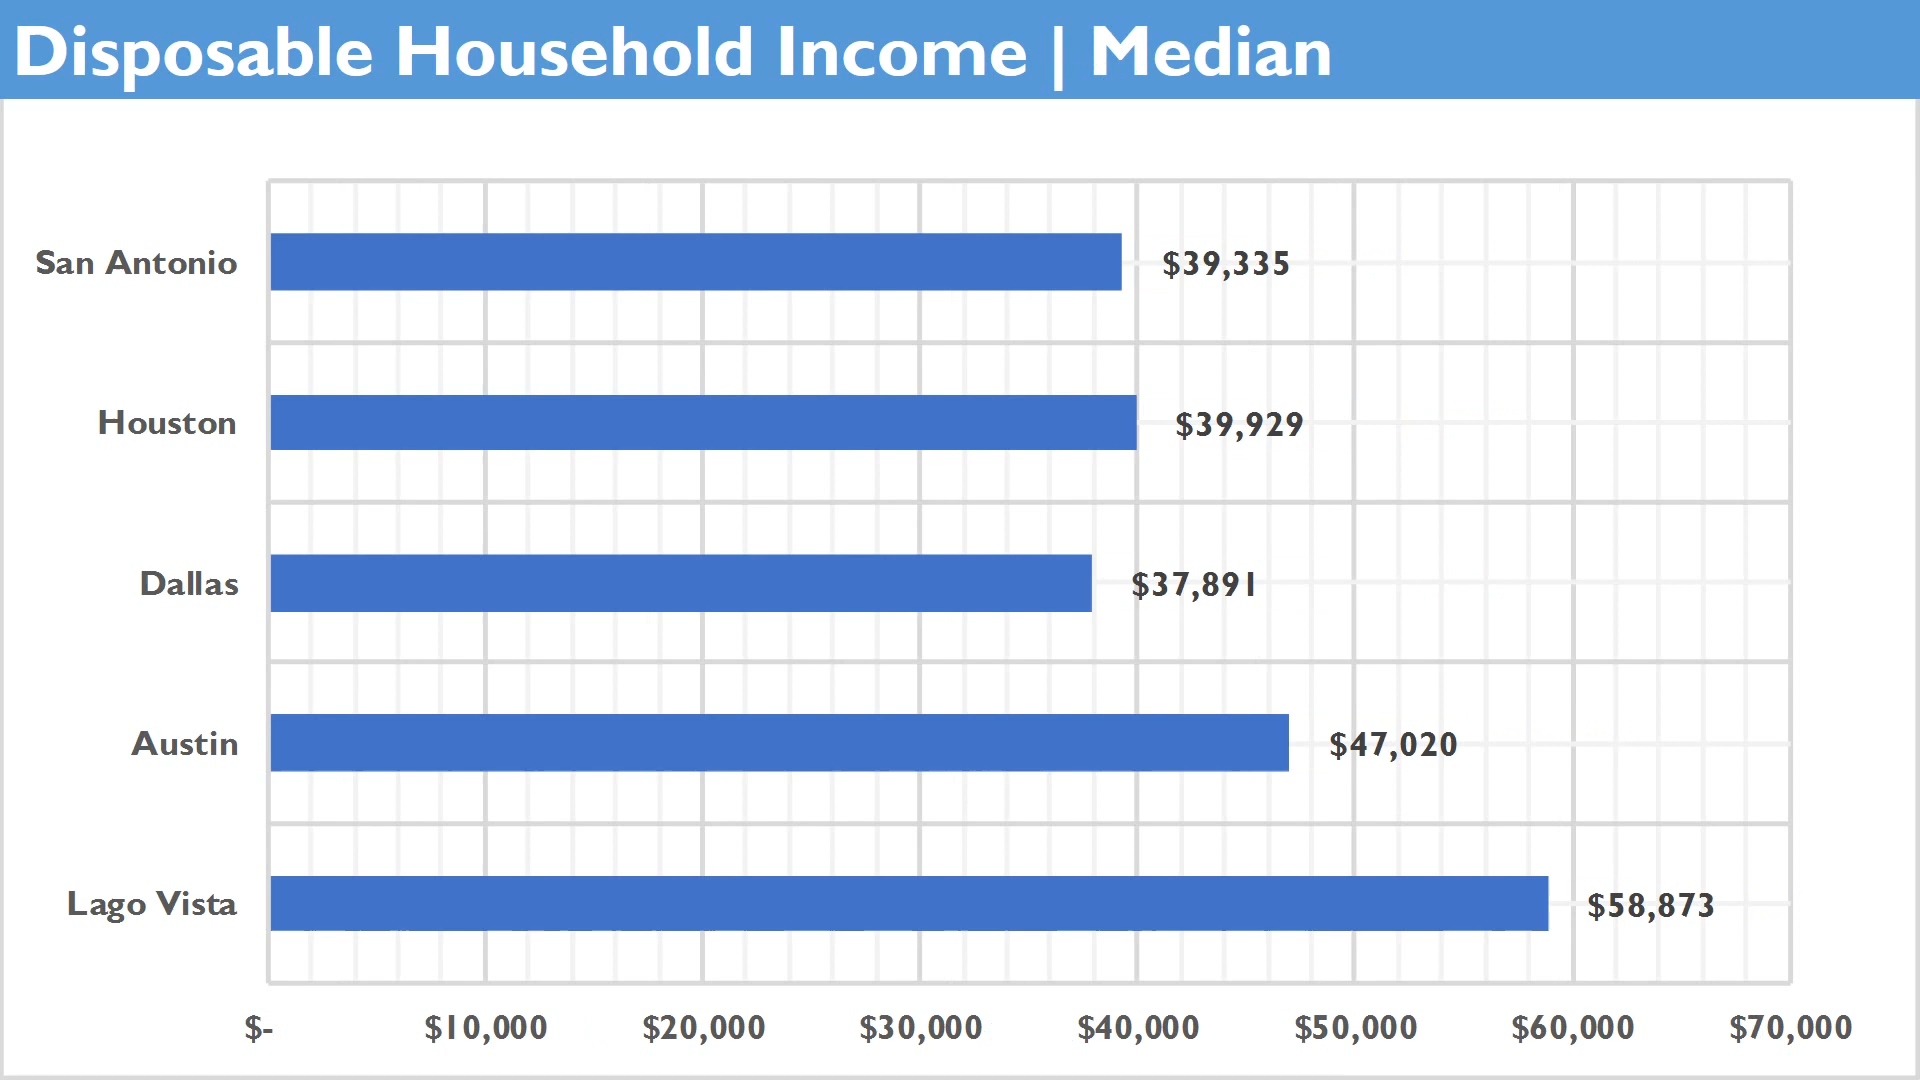 Disposable Household Income | Median
San Antonio $39,335
Houston $39,929
Dallas $37,891
Austin $47,020
Lago Vista $58,873
$- $10,000 $20,000 $30,000 $40,000 $50,000 $60,000 $70,000